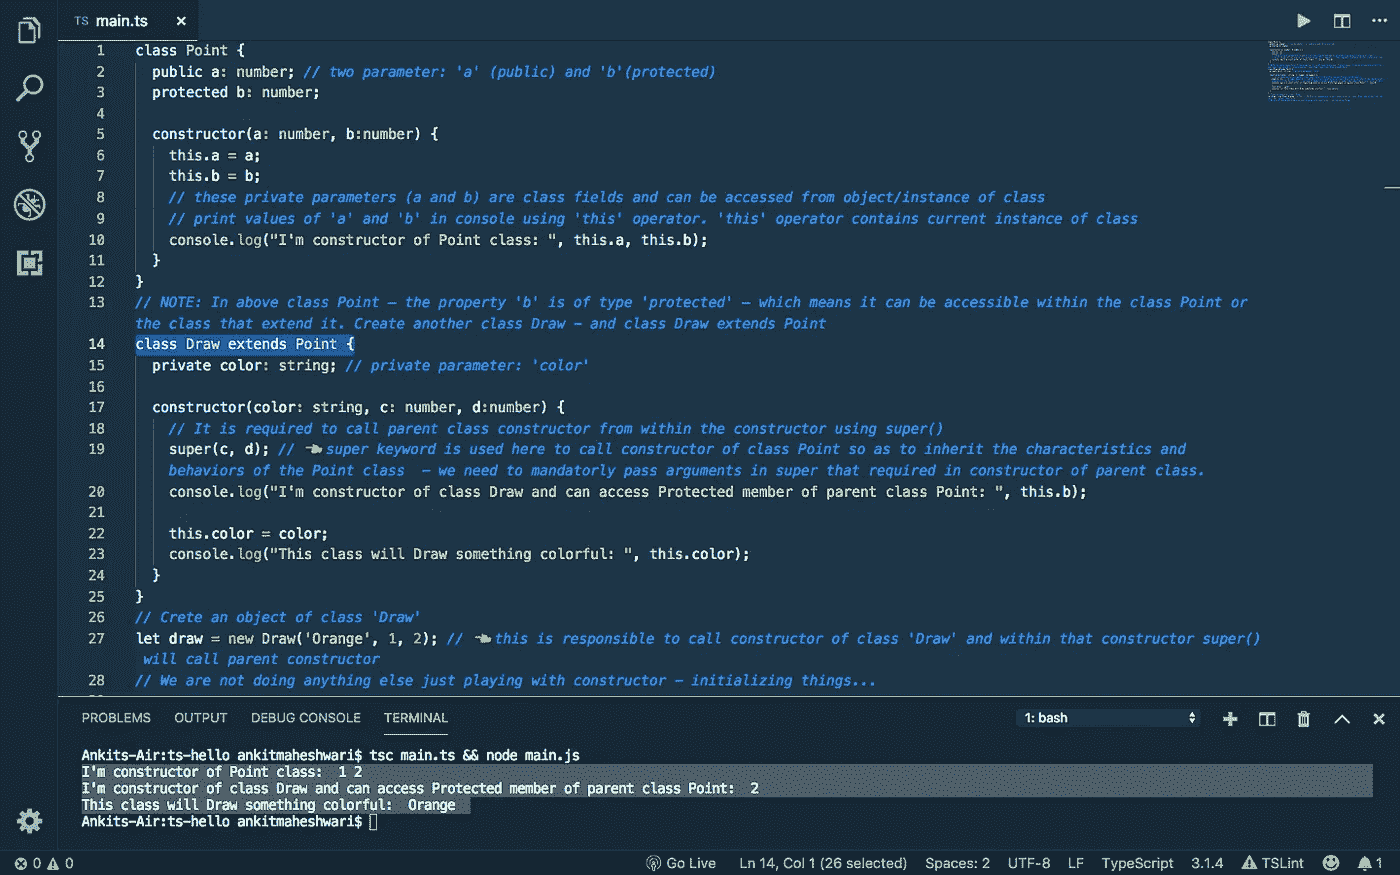 TS main.ts ×
1 class Point {
2 public a: number; // two parameter: 'a' (public) and 'b'(protected)
3 protected b: number;
4
5 constructor(a: number, b:number) {
6 this.a = a;
7 this.b = b;
8 // these private parameters (a and b) are class fields and can be accessed from object/instance of class
9 // print values of 'a' and 'b' in console using 'this' operator. 'this' operator contains current instance of class
10 console.log("I'm constructor of Point class: ", this.a, this.b);
11 }
12 }
13 // NOTE: In above class Point – the property 'b' is of type 'protected' – which means it can be accessible within the class Point or
the class that extend it. Create another class Draw - and class Draw extends Point
14 class Draw extends Point {
15 private color: string; // private parameter: 'color'
16
17 constructor(color: string, c: number, d:number) {
18 // It is required to call parent class constructor from within the constructor using super()
19 super(c, d); // 👈super keyword is used here to call constructor of class Point so as to inherit the characteristics and
behaviors of the Point class – we need to mandatorly pass arguments in super that required in constructor of parent class.
20 console.log("I'm constructor of class Draw and can access Protected member of parent class Point: ", this.b);
21
22 this.color = color;
23 console.log("This class will Draw something colorful: ", this.color);
24 }
25 }
26 // Crete an object of class 'Draw'
27 let draw = new Draw('Orange', 1, 2); // 👈this is responsible to call constructor of class 'Draw' and within that constructor super()
will call parent constructor
28 // We are not doing anything else just playing with constructor – initializing things...
PROBLEMS OUTPUT DEBUG CONSOLE TERMINAL 1: bash
Ankits-Air:ts-hello ankitmaheshwari$ tsc main.ts && node main.js
I'm constructor of Point class:  1 2
I'm constructor of class Draw and can access Protected member of parent class Point:  2
This class will Draw something colorful:  Orange
Ankits-Air:ts-hello ankitmaheshwari$
0 0 Go Live Ln 14, Col 1 (26 selected) Spaces: 2 UTF-8 LF TypeScript 3.1.4 TSLint 1